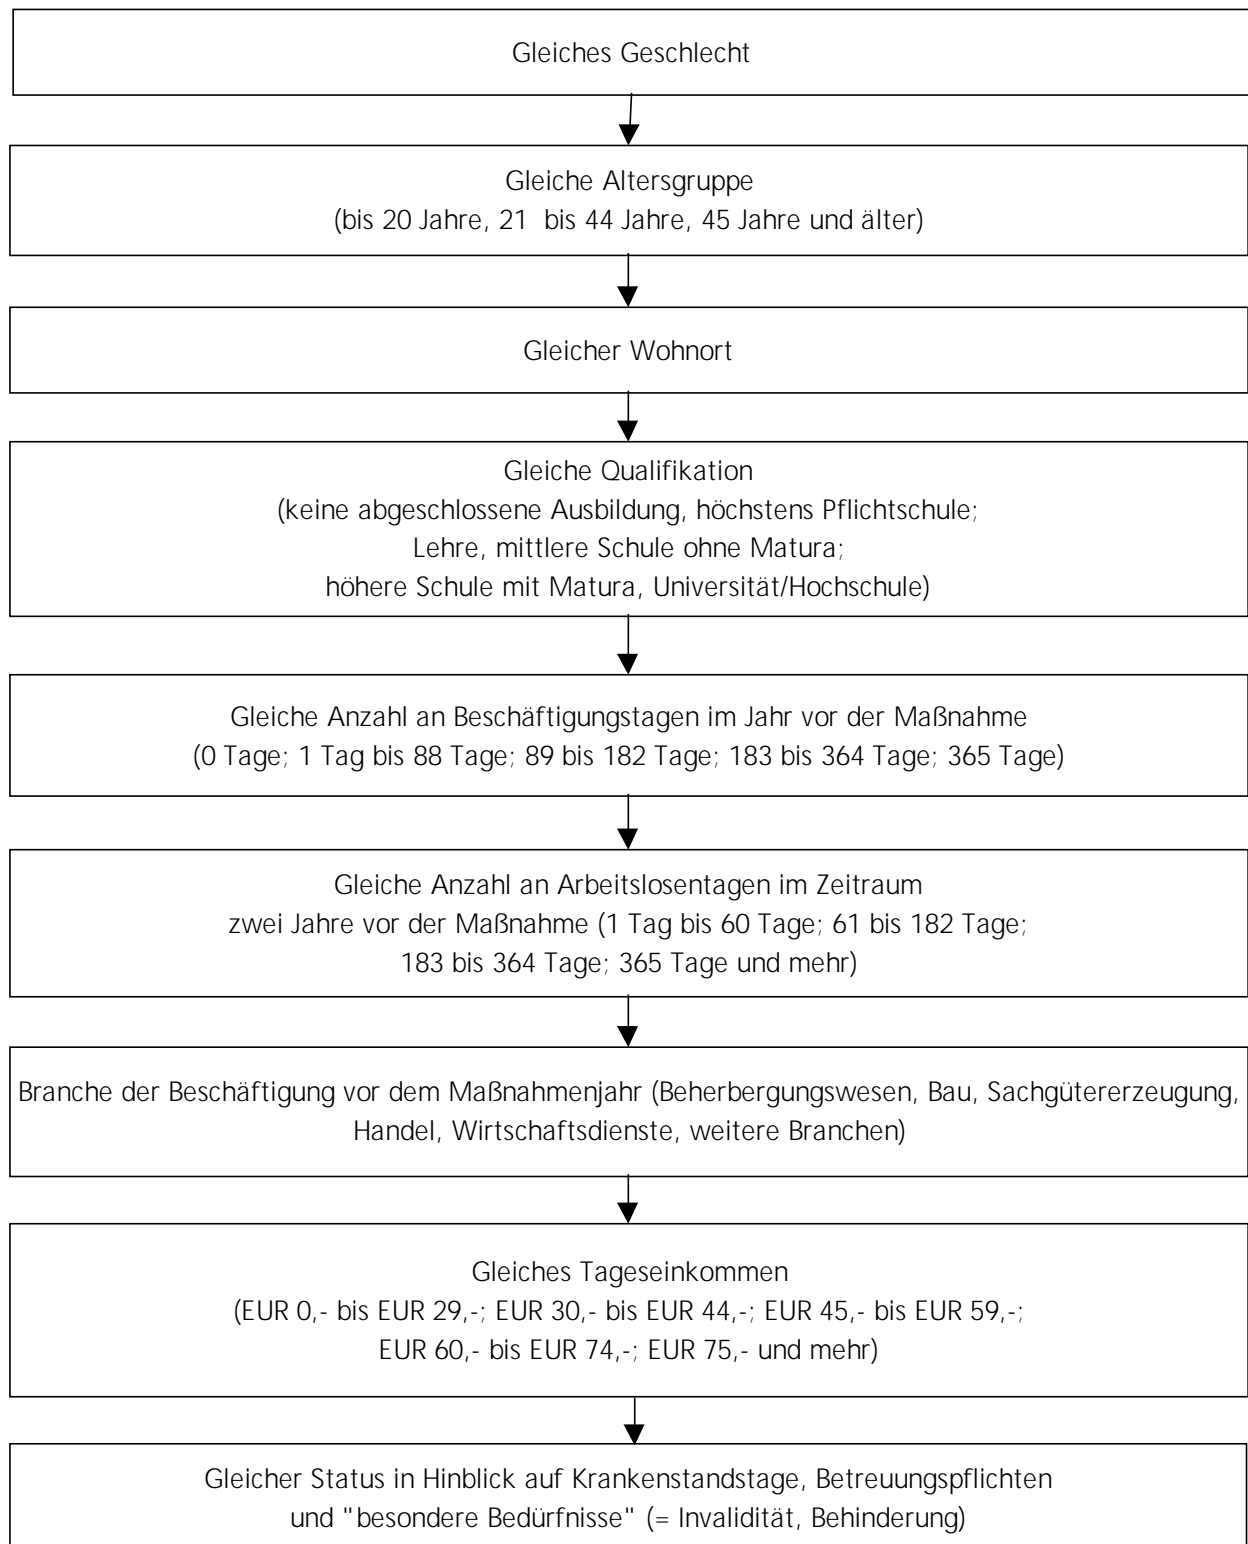 Gleiches Geschlecht
Gleiche Altersgruppe
(bis 20 Jahre, 21 bis 44 Jahre, 45 Jahre und älter)
Gleicher Wohnort
Gleiche Qualifikation
(keine abgeschlossene Ausbildung, höchstens Pflichtschule;
Lehre, mittlere Schule ohne Matura;
höhere Schule mit Matura, Universität/Hochschule)
Gleiche Anzahl an Beschäftigungstagen im Jahr vor der Maßnahme
(0 Tage; 1 Tag bis 88 Tage; 89 bis 182 Tage; 183 bis 364 Tage; 365 Tage)
Gleiche Anzahl an Arbeitslosentagen im Zeitraum
zwei Jahre vor der Maßnahme (1 Tag bis 60 Tage; 61 bis 182 Tage;
183 bis 364 Tage; 365 Tage und mehr)
Branche der Beschäftigung vor dem Maßnahmenjahr (Beherbergungswesen, Bau, Sachgütererzeugung,
Handel, Wirtschaftsdienste, weitere Branchen)
Gleiches Tageseinkommen
(EUR 0,- bis EUR 29,-; EUR 30,- bis EUR 44,-; EUR 45,- bis EUR 59,-;
EUR 60,- bis EUR 74,-; EUR 75,- und mehr)
Gleicher Status in Hinblick auf Krankenstandstage, Betreuungspflichten
und "besondere Bedürfnisse" (= Invalidität, Behinderung)